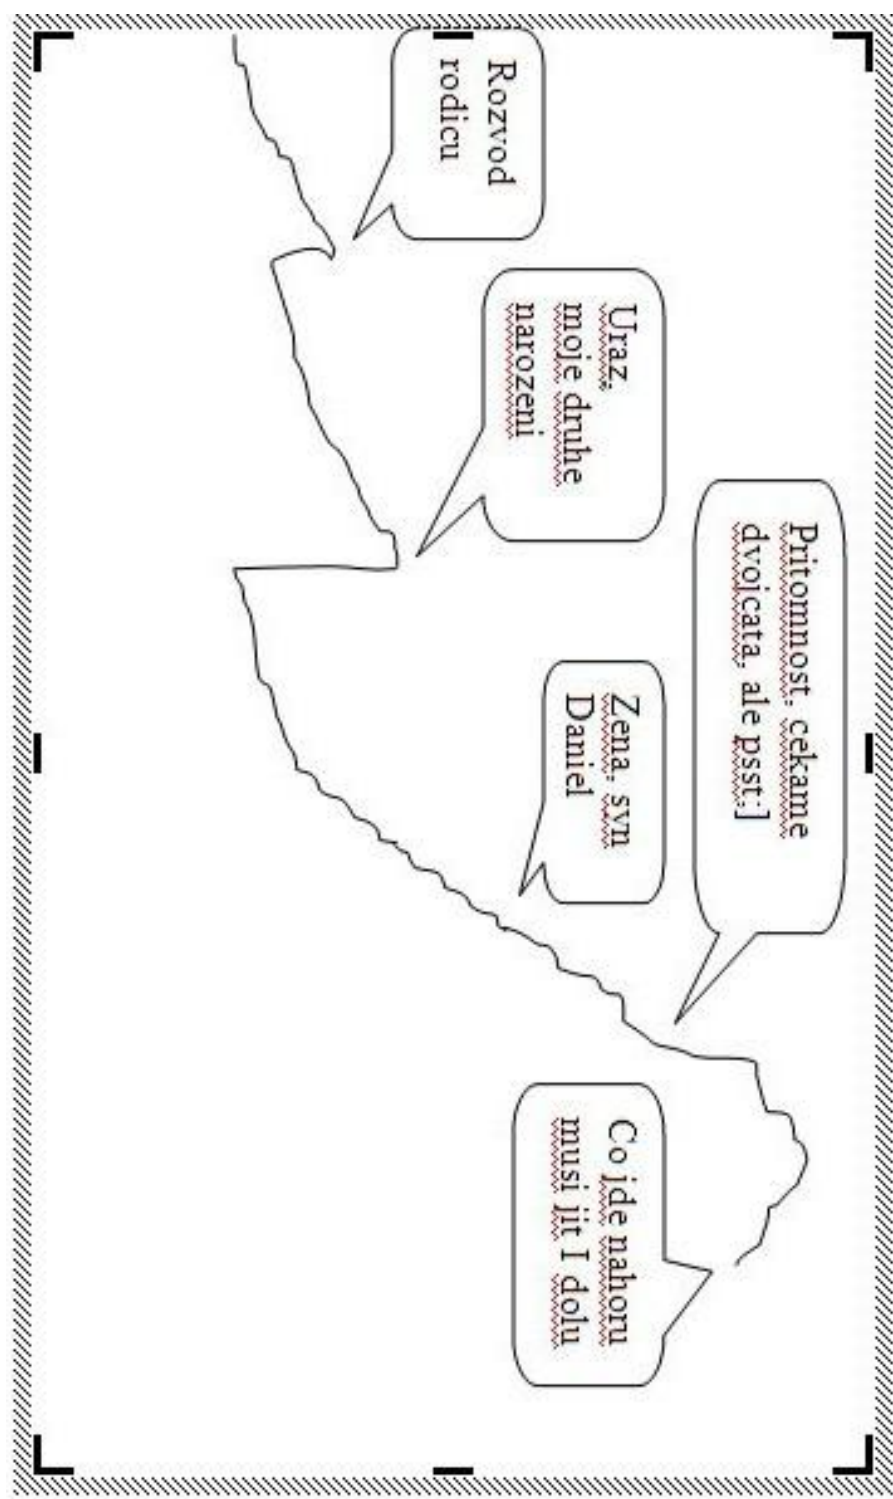 Rozvod
rodicu
Uraz,
moje druhe
narozeni
Pritomnost, cekame
dvojcata, ale psst;]
Zena, syn
Daniel
Co jde nahoru
musi jit I dolu